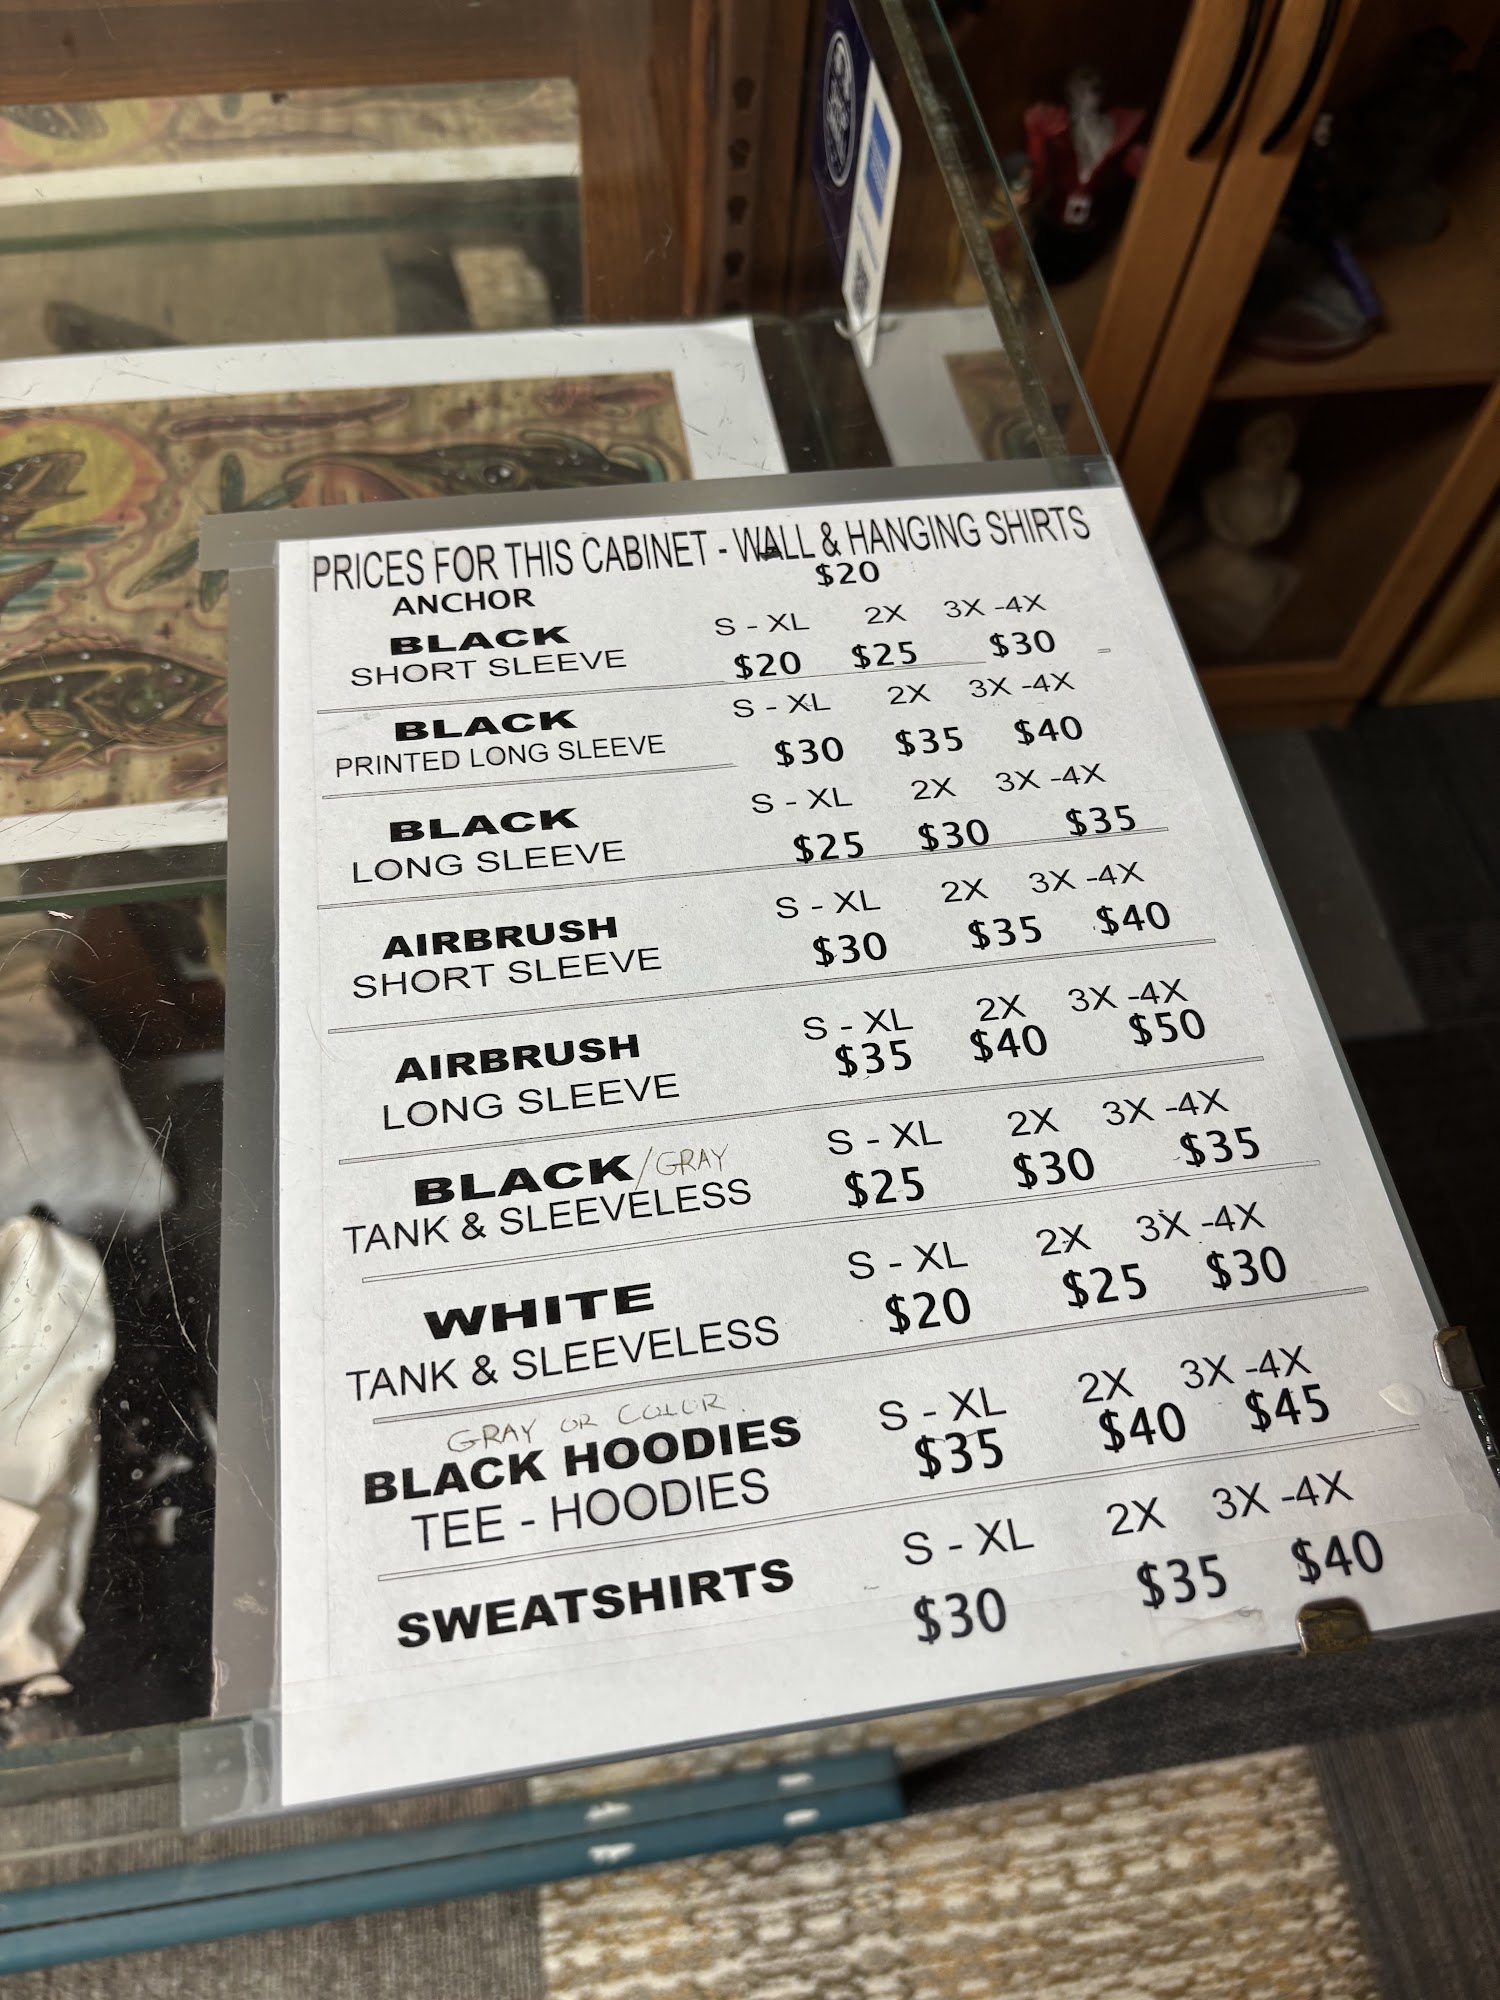 PRICES FOR THIS CABINET - WALL & HANGING SHIRTS
ANCHOR $20
BLACK S - XL 2X 3X -4X
SHORT SLEEVE $20 $25 $30
BLACK S - XL 2X 3X -4X
PRINTED LONG SLEEVE $30 $35 $40
BLACK S - XL 2X 3X -4X
LONG SLEEVE $25 $30 $35
AIRBRUSH S - XL 2X 3X -4X
SHORT SLEEVE $30 $35 $40
AIRBRUSH S - XL 2X 3X -4X
LONG SLEEVE $35 $40 $50
BLACK/GRAY S - XL 2X 3X -4X
TANK & SLEEVELESS $25 $30 $35
WHITE S - XL 2X 3X -4X
TANK & SLEEVELESS $20 $25 $30
GRAY OR COLOR
BLACK HOODIES S - XL 2X 3X -4X
TEE - HOODIES $35 $40 $45
SWEATSHIRTS S - XL 2X 3X -4X
$30 $35 $40